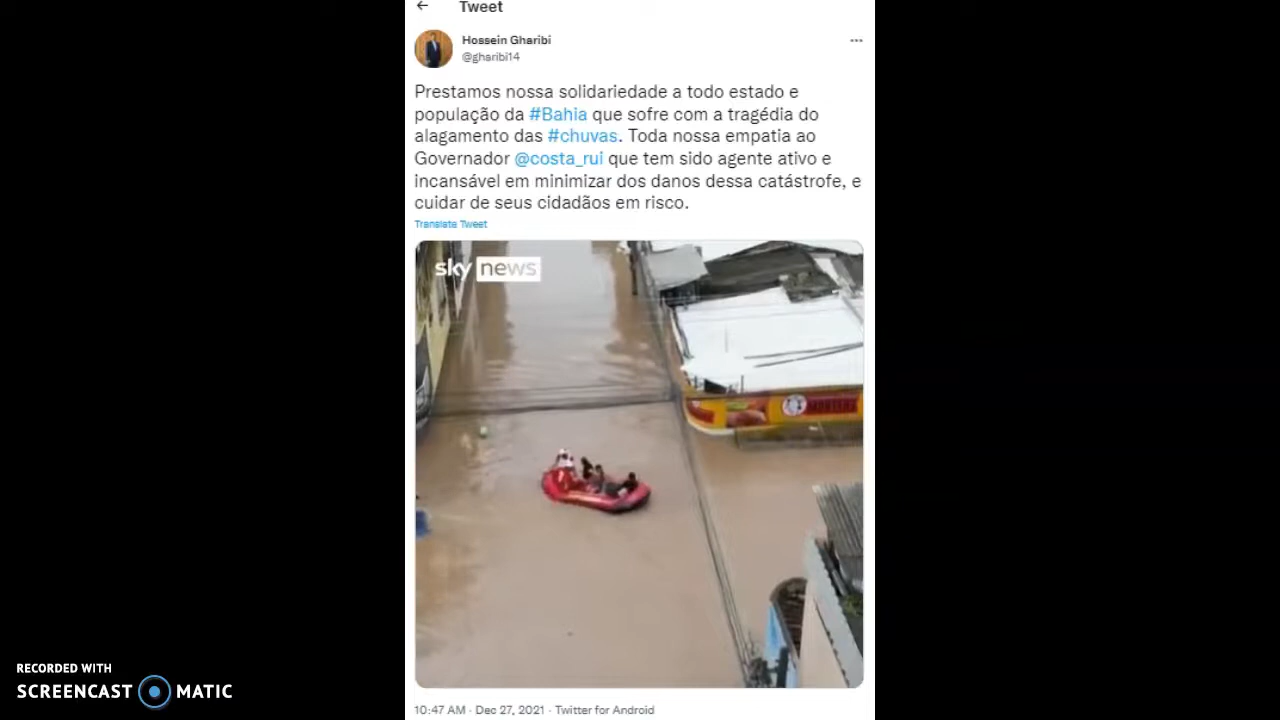 Tweet
Hossein Gharibi
@gharibi14
Prestamos nossa solidariedade a todo estado e
população da #Bahia que sofre com a tragédia do
alagamento das #chuvas. Toda nossa empatia ao
Governador @costa_rui que tem sido agente ativo e
incansável em minimizar dos danos dessa catástrofe, e
cuidar de seus cidadãos em risco.
Translate Tweet
sky news
10:47 AM · Dec 27, 2021 · Twitter for Android
RECORDED WITH
SCREENCAST MATIC